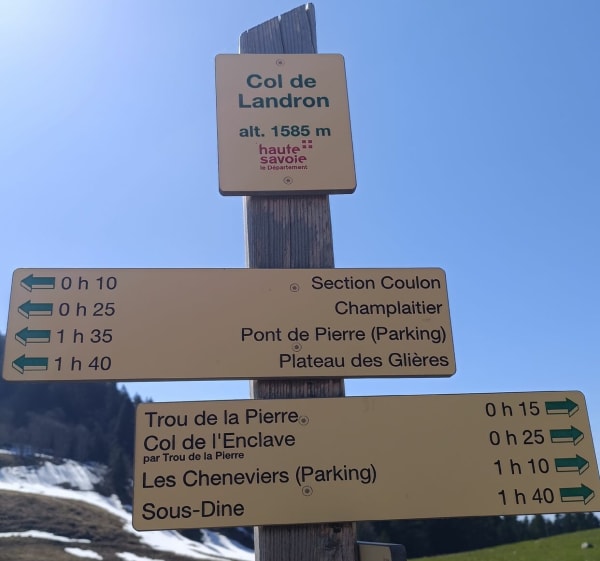 Col de
Landron
alt. 1585 m
haute
savoie
le Département
0 h 10 Section Coulon
0 h 25 Champlaitier
1 h 35 Pont de Pierre (Parking)
1 h 40 Plateau des Glières
Trou de la Pierre 0 h 15
Col de l'Enclave 0 h 25
par Trou de la Pierre
Les Cheneviers (Parking) 1 h 10
Sous-Dine 1 h 40